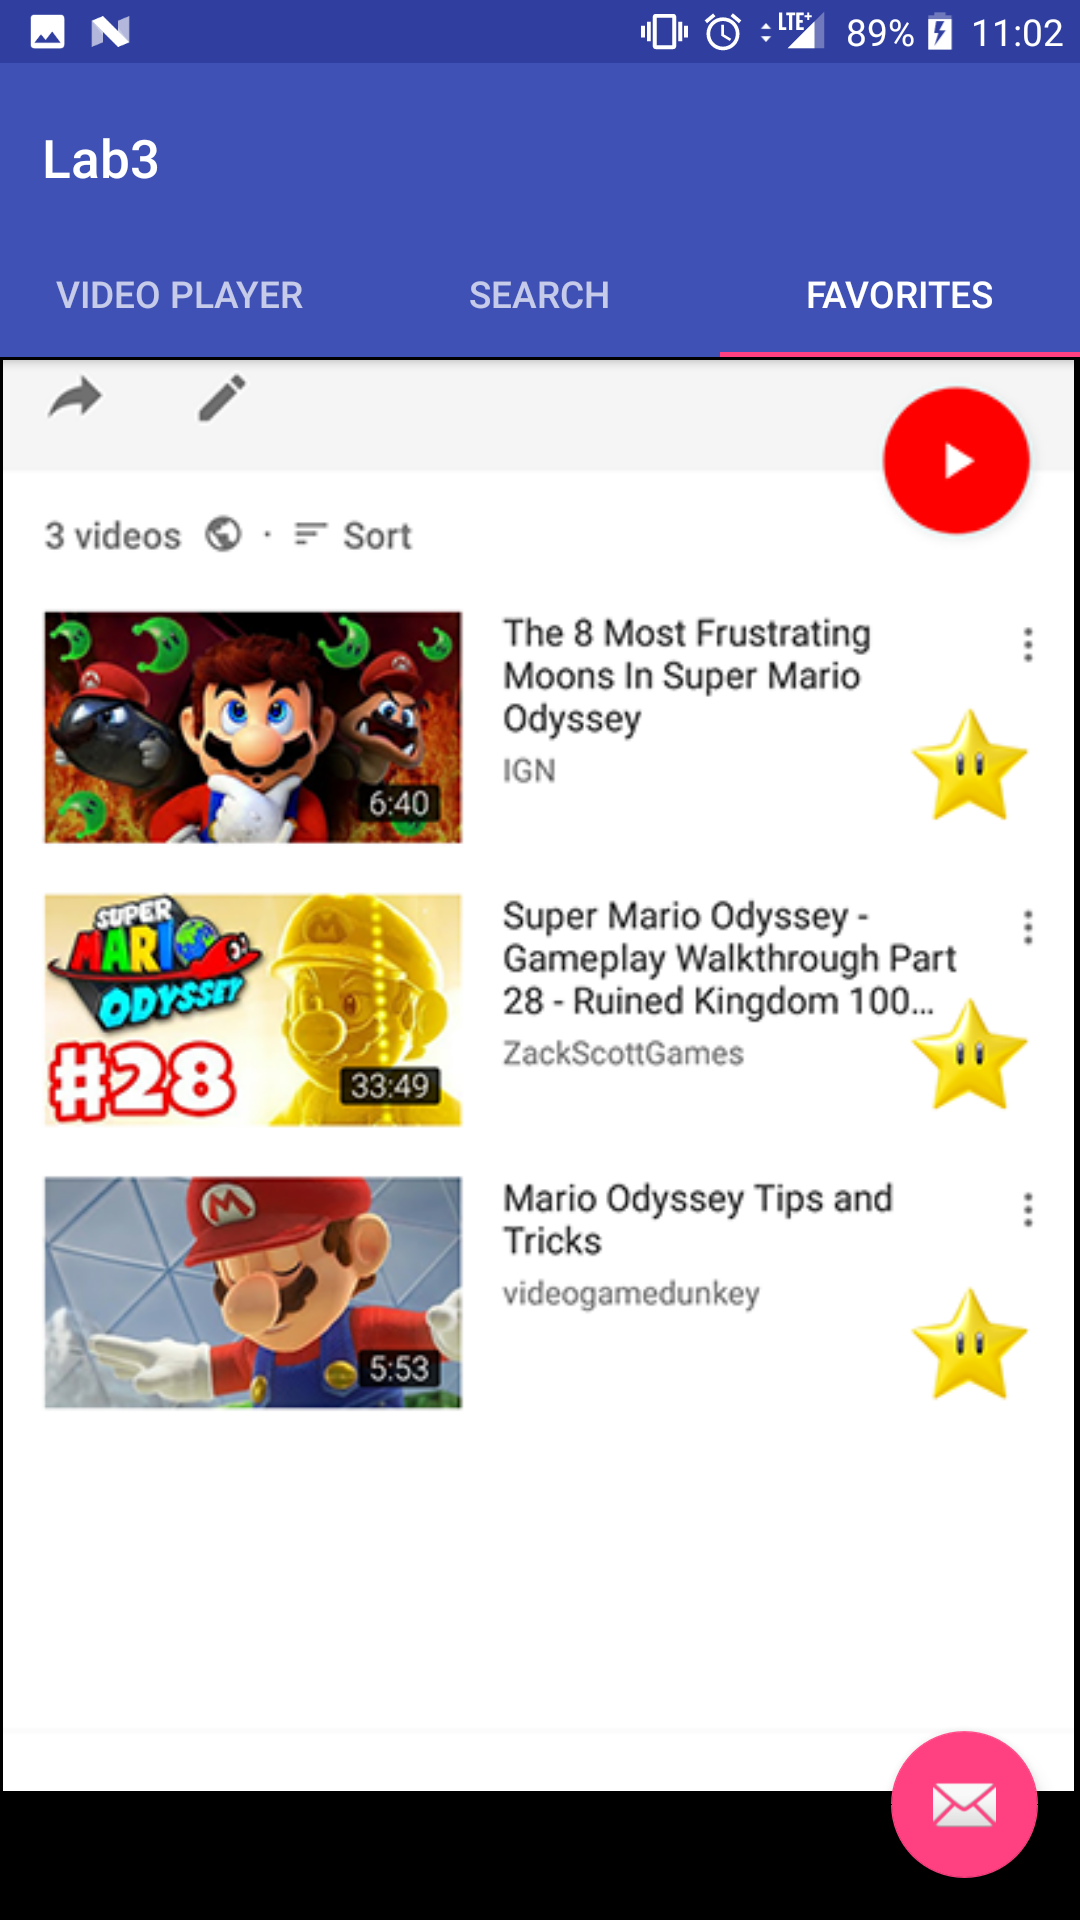 LTE+ 89% 11:02
Lab3
VIDEO PLAYER SEARCH FAVORITES
3 videos · Sort
The 8 Most Frustrating
Moons In Super Mario
Odyssey
IGN
6:40
Super Mario Odyssey -
Gameplay Walkthrough Part
28 - Ruined Kingdom 100...
ZackScottGames
SUPER
MARIO
ODYSSEY
#28
33:49
Mario Odyssey Tips and
Tricks
videogamedunkey
M
5:53